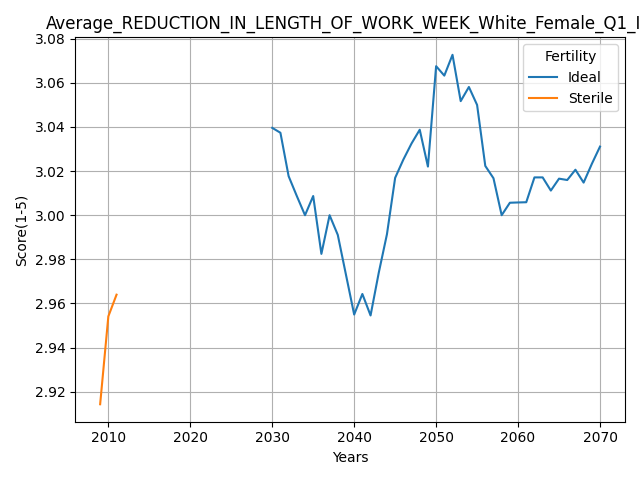 Average_REDUCTION_IN_LENGTH_OF_WORK_WEEK_White_Female_Q1_I
3.08
3.06
3.04
3.02
3.00
2.98
2.96
2.94
2.92
Score(1-5)
Fertility
Ideal
Sterile
2010 2020 2030 2040 2050 2060 2070
Years